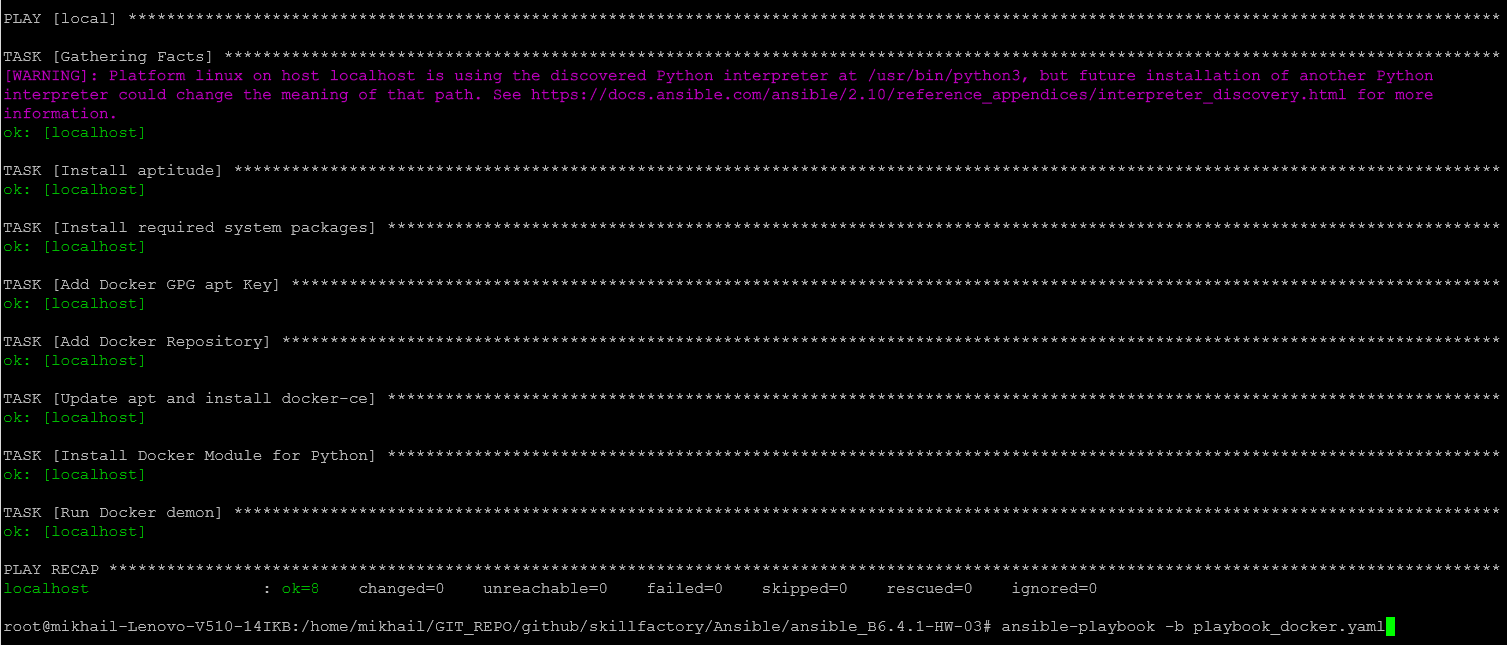 PLAY [local] ************************************************************************************************************************************************
TASK [Gathering Facts] **************************************************************************************************************************************
[WARNING]: Platform linux on host localhost is using the discovered Python interpreter at /usr/bin/python3, but future installation of another Python
interpreter could change the meaning of that path. See https://docs.ansible.com/ansible/2.10/reference_appendices/interpreter_discovery.html for more
information.
ok: [localhost]
TASK [Install aptitude] *************************************************************************************************************************************
ok: [localhost]
TASK [Install required system packages] *********************************************************************************************************************
ok: [localhost]
TASK [Add Docker GPG apt Key] *******************************************************************************************************************************
ok: [localhost]
TASK [Add Docker Repository] ********************************************************************************************************************************
ok: [localhost]
TASK [Update apt and install docker-ce] *********************************************************************************************************************
ok: [localhost]
TASK [Install Docker Module for Python] *********************************************************************************************************************
ok: [localhost]
TASK [Run Docker demon] *************************************************************************************************************************************
ok: [localhost]
PLAY RECAP **************************************************************************************************************************************************
localhost                  : ok=8    changed=0    unreachable=0    failed=0    skipped=0    rescued=0    ignored=0
root@mikhail-Lenovo-V510-14IKB:/home/mikhail/GIT_REPO/github/skillfactory/Ansible/ansible_B6.4.1-HW-03# ansible-playbook -b playbook_docker.yaml